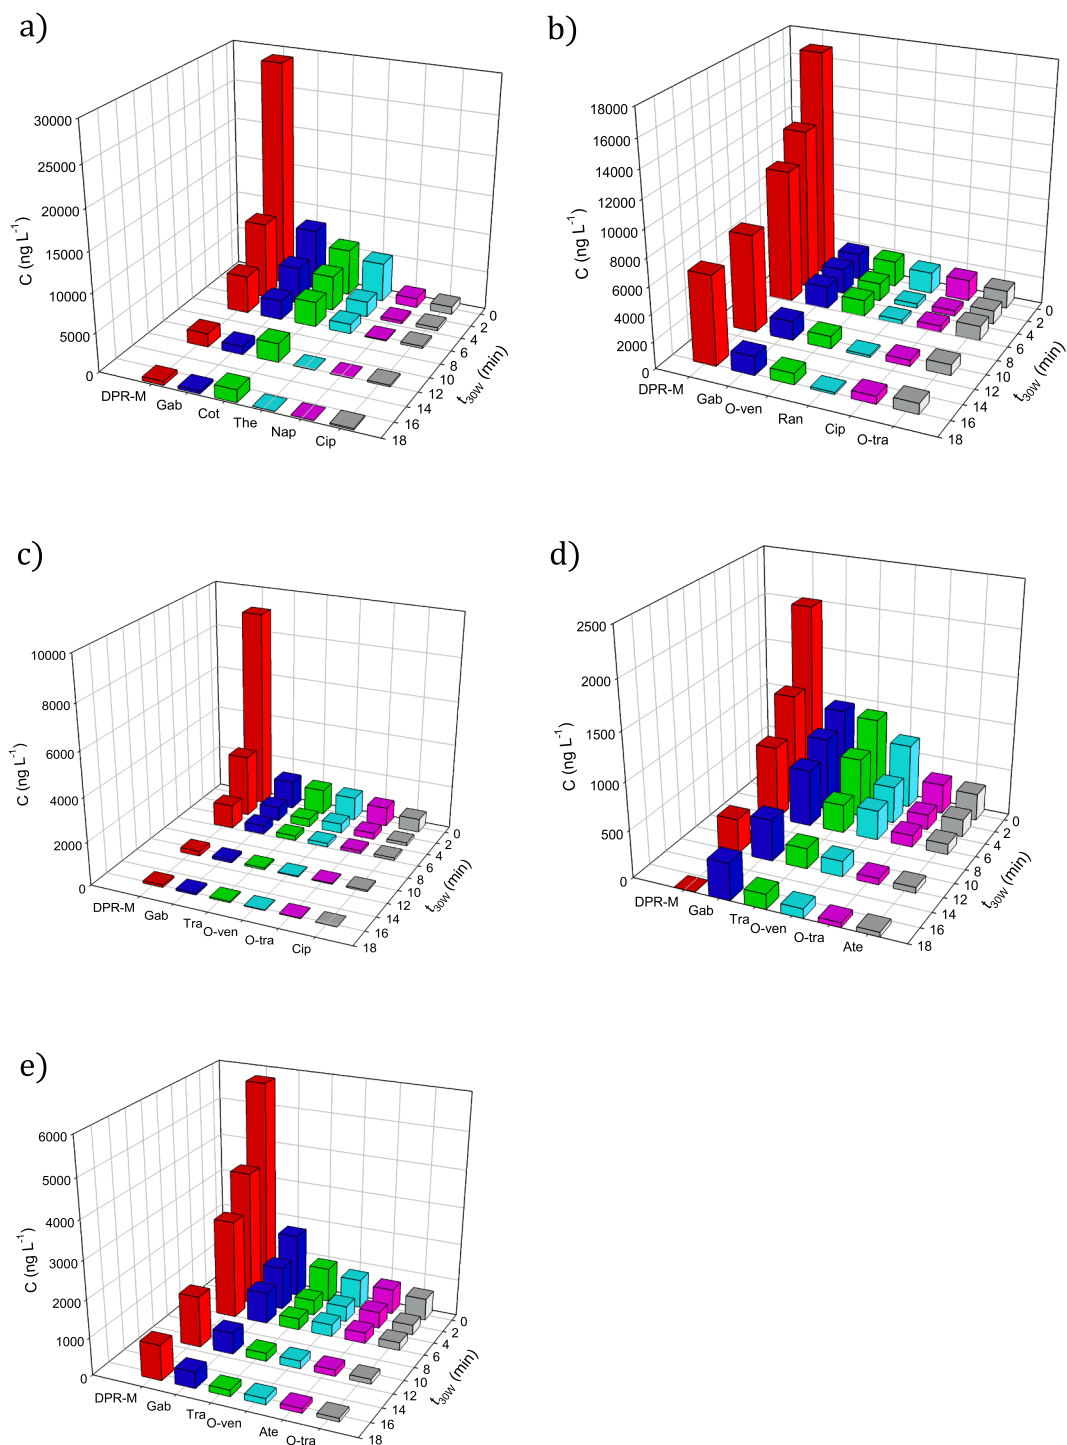 a)
30000
25000
20000
15000
10000
5000
0
C (ng L⁻¹)
DPR-M
Gab
Cot
The
Nap
Cip
0
2
4
6
8
10
12
14
16
18
t30W (min)
b)
18000
16000
14000
12000
10000
8000
6000
4000
2000
0
C (ng L⁻¹)
DPR-M
Gab
O-ven
Ran
Cip
O-tra
0
2
4
6
8
10
12
14
16
18
t30W (min)
c)
10000
8000
6000
4000
2000
0
C (ng L⁻¹)
DPR-M
Gab
Tra
O-ven
O-tra
Cip
0
2
4
6
8
10
12
14
16
18
t30W (min)
d)
2500
2000
1500
1000
500
0
C (ng L⁻¹)
DPR-M
Gab
Tra
O-ven
O-tra
Ate
0
2
4
6
8
10
12
14
16
18
t30W (min)
e)
6000
5000
4000
3000
2000
1000
0
C (ng L⁻¹)
DPR-M
Gab
Tra
O-ven
Ate
O-tra
0
2
4
6
8
10
12
14
16
18
t30W (min)